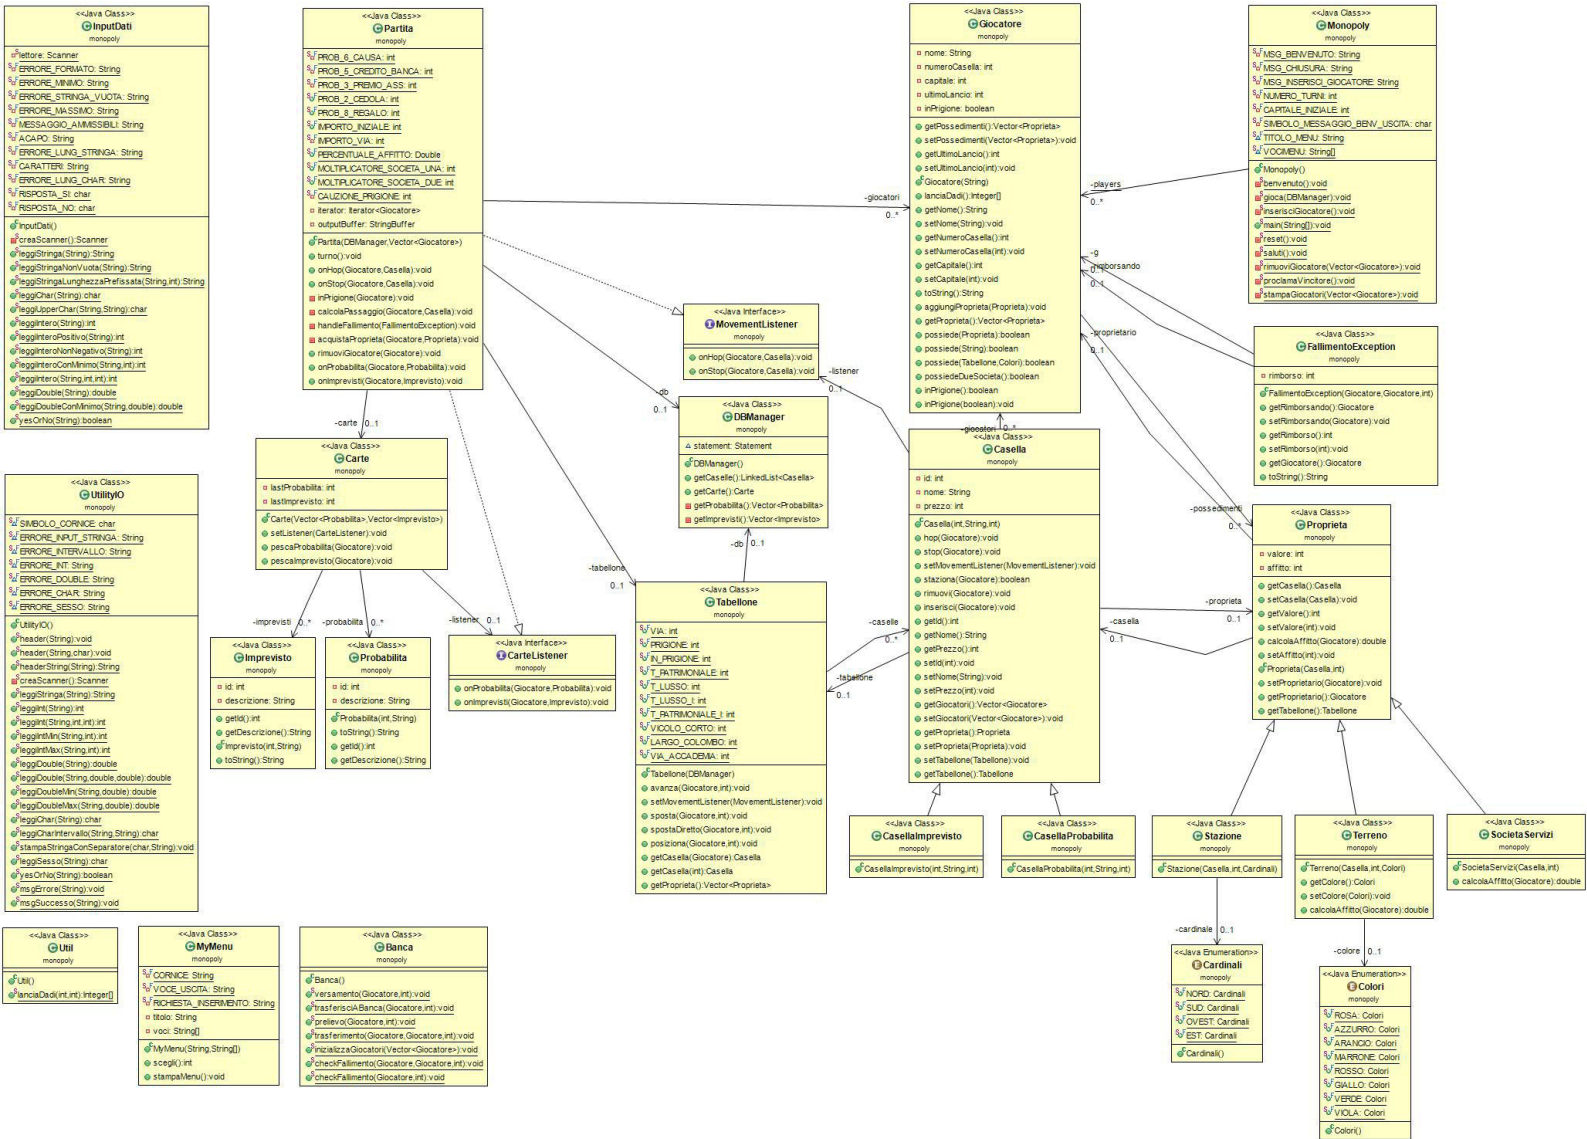 <<Java Class>>
InputDati
monopoly
lettore: Scanner
ERRORE_FORMATO: String
ERRORE_MINIMO: String
ERRORE_STRINGA_VUOTA: String
ERRORE_MASSIMO: String
MESSAGGIO_AMMISSIBILI: String
ACAPO: String
ERRORE_LUNG_STRINGA: String
CARATTERI: String
ERRORE_LUNG_CHAR: String
RISPOSTA_SI: char
RISPOSTA_NO: char
InputDati()
creaScanner():Scanner
leggiStringa(String):String
leggiStringaNonVuota(String):String
leggiStringaLunghezzaPrefissata(String,int):String
leggiChar(String):char
leggiUpperChar(String,String):char
leggiIntero(String):int
leggiInteroPositivo(String):int
leggiInteroNonNegativo(String):int
leggiInteroConMinimo(String,int):int
leggiIntero(String,int,int):int
leggiDouble(String):double
leggiDoubleConMinimo(String,double):double
yesOrNo(String):boolean
<<Java Class>>
Partita
monopoly
PROB_6_CAUSA: int
PROB_5_CREDITO_BANCA: int
PROB_3_PREMIO_ASS: int
PROB_2_CEDOLA: int
PROB_8_REGALO: int
IMPORTO_INIZIALE: int
IMPORTO_VIA: int
PERCENTUALE_AFFITTO: Double
MOLTIPLICATORE_SOCIETA_UNA: int
MOLTIPLICATORE_SOCIETA_DUE: int
CAUZIONE_PRIGIONE: int
iterator: Iterator<Giocatore>
outputBuffer: StringBuffer
Partita(DBManager,Vector<Giocatore>)
turno():void
onHop(Giocatore,Casella):void
onStop(Giocatore,Casella):void
inPrigione(Giocatore):void
calcolaPassaggio(Giocatore,Casella):void
handleFallimento(FallimentoException):void
acquistaProprieta(Giocatore,Proprieta):void
rimuoviGiocatore(Giocatore):void
onProbabilita(Giocatore,Probabilita):void
onImprevisti(Giocatore,Imprevisto):void
<<Java Class>>
Giocatore
monopoly
nome: String
numeroCasella: int
capitale: int
ultimoLancio: int
inPrigione: boolean
getPossedimenti():Vector<Proprieta>
setPossedimenti(Vector<Proprieta>):void
getUltimoLancio():int
setUltimoLancio(int):void
Giocatore(String)
lanciaDadi():Integer[]
getNome():String
setNome(String):void
getNumeroCasella():int
setNumeroCasella(int):void
getCapitale():int
setCapitale(int):void
toString():String
aggiungiProprieta(Proprieta):void
getProprieta():Vector<Proprieta>
possiede(Proprieta):boolean
possiede(String):boolean
possiede(Tabellone,Colori):boolean
possiedeDueSocieta():boolean
inPrigione():boolean
inPrigione(boolean):void
<<Java Class>>
Monopoly
monopoly
MSG_BENVENUTO: String
MSG_CHIUSURA: String
MSG_INSERISCI_GIOCATORE: String
NUMERO_TURNI: int
CAPITALE_INIZIALE: int
SIMBOLO_MESSAGGIO_BENV_USCITA: char
TITOLO_MENU: String
VOCIMENU: String[]
Monopoly()
benvenuto():void
gioca(DBManager):void
inserisciGiocatore():void
main(String[]):void
reset():void
saluti():void
rimuoviGiocatore(Vector<Giocatore>):void
proclamaVincitore():void
stampaGiocatori(Vector<Giocatore>):void
-giocatori
0..*
-players
0..*
-g
-rimborsando
0..1
<<Java Interface>>
MovementListener
monopoly
onHop(Giocatore,Casella):void
onStop(Giocatore,Casella):void
<<Java Class>>
FallimentoException
monopoly
rimborso: int
FallimentoException(Giocatore,Giocatore,int)
getRimborsando():Giocatore
setRimborsando(Giocatore):void
getRimborso():int
setRimborso(int):void
getGiocatore():Giocatore
toString():String
-proprietario
0..1
-listener
0..1
-db
0..1
<<Java Class>>
DBManager
monopoly
statement: Statement
DBManager()
getCaselle():LinkedList<Casella>
getCarte():Carte
getProbabilita():Vector<Probabilita>
getImprevisti():Vector<Imprevisto>
-carte
0..1
<<Java Class>>
Carte
monopoly
lastProbabilita: int
lastImprevisto: int
Carte(Vector<Probabilita>,Vector<Imprevisto>)
setListener(CarteListener):void
pescaProbabilita(Giocatore):void
pescaImprevisto(Giocatore):void
-giocatori
0..*
<<Java Class>>
Casella
monopoly
id: int
nome: String
prezzo: int
Casella(int,String,int)
hop(Giocatore):void
stop(Giocatore):void
setMovementListener(MovementListener):void
staziona(Giocatore):boolean
rimuovi(Giocatore):void
inserisci(Giocatore):void
getId():int
getNome():String
getPrezzo():int
setId(int):void
setNome(String):void
setPrezzo(int):void
getGiocatori():Vector<Giocatore>
setGiocatori(Vector<Giocatore>):void
getProprieta():Proprieta
setProprieta(Proprieta):void
setTabellone(Tabellone):void
getTabellone():Tabellone
-possedimenti
0..*
<<Java Class>>
Proprieta
monopoly
valore: int
affitto: int
getCasella():Casella
setCasella(Casella):void
getValore():int
setValore(int):void
calcolaAffitto(Giocatore):double
setAffitto(int):void
Proprieta(Casella,int)
setProprietario(Giocatore):void
getProprietario():Giocatore
getTabellone():Tabellone
<<Java Class>>
UtilityIO
monopoly
SIMBOLO_CORNICE: char
ERRORE_INPUT_STRINGA: String
ERRORE_INTERVALLO: String
ERRORE_INT: String
ERRORE_DOUBLE: String
ERRORE_CHAR: String
ERRORE_SESSO: String
UtilityIO()
header(String):void
header(String,char):void
headerString(String):String
creaScanner():Scanner
leggiStringa(String):String
leggiInt(String):int
leggiInt(String,int,int):int
leggiIntMin(String,int):int
leggiIntMax(String,int):int
leggiDouble(String):double
leggiDouble(String,double,double):double
leggiDoubleMin(String,double):double
leggiDoubleMax(String,double):double
leggiChar(String):char
leggiCharIntervallo(String,String):char
stampaStringaConSeparatore(char,String):void
leggiSesso(String):char
yesOrNo(String):boolean
msgErrore(String):void
msgSuccesso(String):void
-db
0..1
-tabellone
0..1
<<Java Class>>
Tabellone
monopoly
VIA: int
PRIGIONE: int
IN_PRIGIONE: int
T_PATRIMONIALE: int
T_LUSSO: int
T_LUSSO_I: int
T_PATRIMONIALE_I: int
VICOLO_CORTO: int
LARGO_COLOMBO: int
VIA_ACCADEMIA: int
Tabellone(DBManager)
avanza(Giocatore,int):void
setMovementListener(MovementListener):void
sposta(Giocatore,int):void
spostaDiretto(Giocatore,int):void
posiziona(Giocatore,int):void
getCasella(Giocatore):Casella
getCasella(int):Casella
getProprieta():Vector<Proprieta>
-imprevisti
0..*
-probabilita
0..*
-listener
0..1
<<Java Class>>
Imprevisto
monopoly
id: int
descrizione: String
getId():int
getDescrizione():String
Imprevisto(int,String)
toString():String
<<Java Class>>
Probabilita
monopoly
id: int
descrizione: String
Probabilita(int,String)
toString():String
getId():int
getDescrizione():String
<<Java Interface>>
CarteListener
monopoly
onProbabilita(Giocatore,Probabilita):void
onImprevisti(Giocatore,Imprevisto):void
-caselle
0..*
-tabellone
0..1
-proprieta
0..1
-casella
0..1
<<Java Class>>
CasellaImprevisto
monopoly
CasellaImprevisto(int,String,int)
<<Java Class>>
CasellaProbabilita
monopoly
CasellaProbabilita(int,String,int)
<<Java Class>>
Stazione
monopoly
Stazione(Casella,int,Cardinali)
<<Java Class>>
Terreno
monopoly
Terreno(Casella,int,Colori)
getColore():Colori
setColore(Colori):void
calcolaAffitto(Giocatore):double
<<Java Class>>
SocietaServizi
monopoly
SocietaServizi(Casella,int)
calcolaAffitto(Giocatore):double
<<Java Class>>
Util
monopoly
Util()
lanciaDadi(int,int):Integer[]
<<Java Class>>
MyMenu
monopoly
CORNICE: String
VOCE_USCITA: String
RICHIESTA_INSERIMENTO: String
titolo: String
voci: String[]
MyMenu(String,String[])
scegli():int
stampaMenu():void
<<Java Class>>
Banca
monopoly
Banca()
versamento(Giocatore,int):void
trasferisciABanca(Giocatore,int):void
prelievo(Giocatore,int):void
trasferimento(Giocatore,Giocatore,int):void
inizializzaGiocatori(Vector<Giocatore>):void
checkFallimento(Giocatore,Giocatore,int):void
checkFallimento(Giocatore,int):void
-cardinale
0..1
<<Java Enumeration>>
Cardinali
monopoly
NORD: Cardinali
SUD: Cardinali
OVEST: Cardinali
EST: Cardinali
Cardinali()
-colore
0..1
<<Java Enumeration>>
Colori
monopoly
ROSA: Colori
AZZURRO: Colori
ARANCIO: Colori
MARRONE: Colori
ROSSO: Colori
GIALLO: Colori
VERDE: Colori
VIOLA: Colori
Colori()